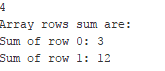 4
Array rows sum are:
Sum of row 0: 3
Sum of row 1: 12